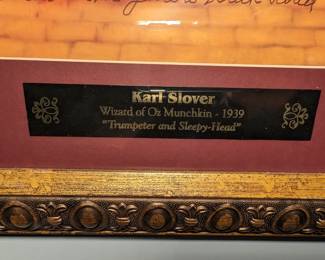 Karl Slover
Wizard of Oz Munchkin - 1939
"Trumpeter and Sleepy-Head"